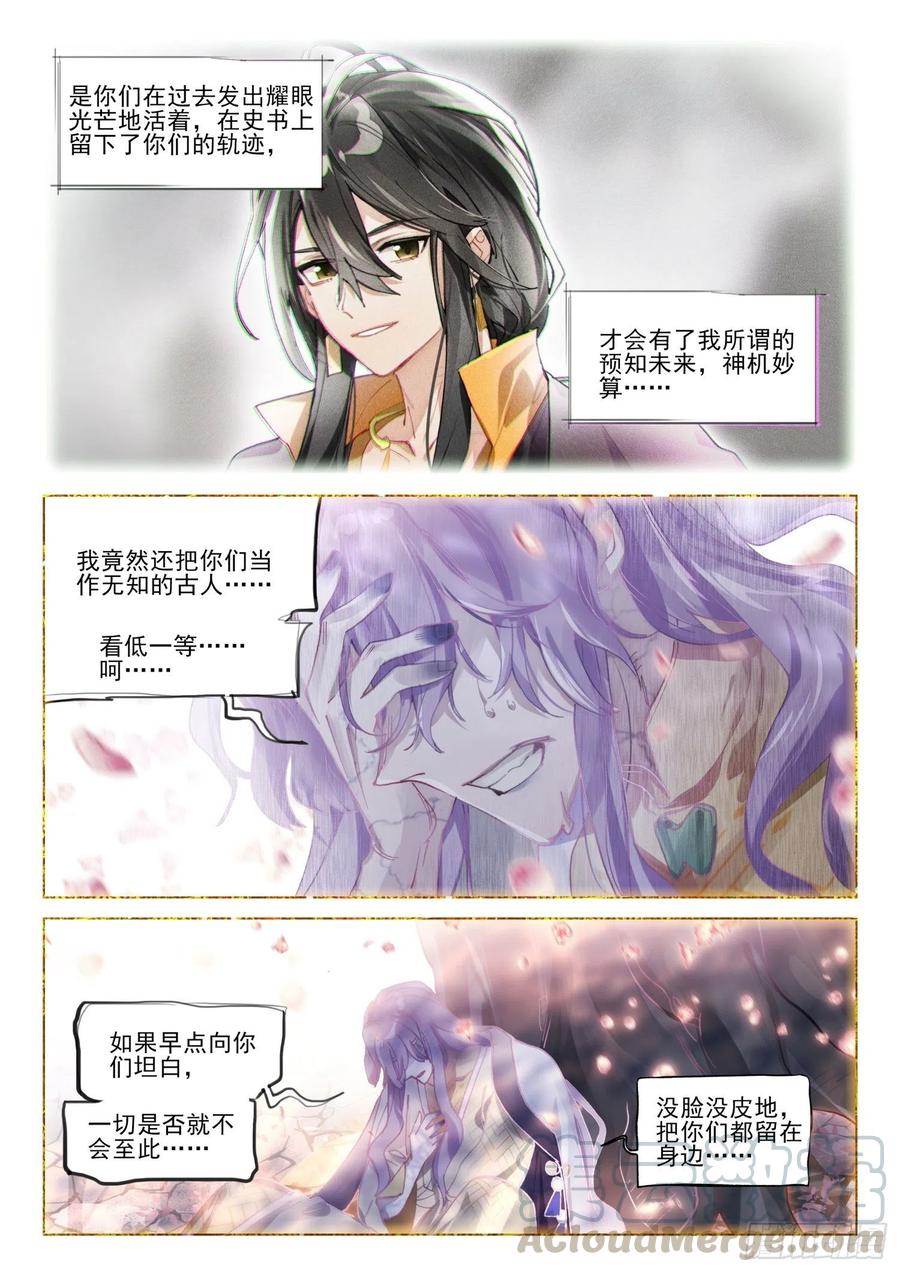 是你们在过去发出耀眼
光芒地活着，在史书上
留下了你们的轨迹，
才会有了我所谓的
预知未来，神机妙
算……
我竟然还把你们当
作无知的古人……
看低一等……
呵……
如果早点向你
们坦白，
一切是否就不
会至此……
没脸没皮地，
把你们都留在
身边……
ACloudMerge.com